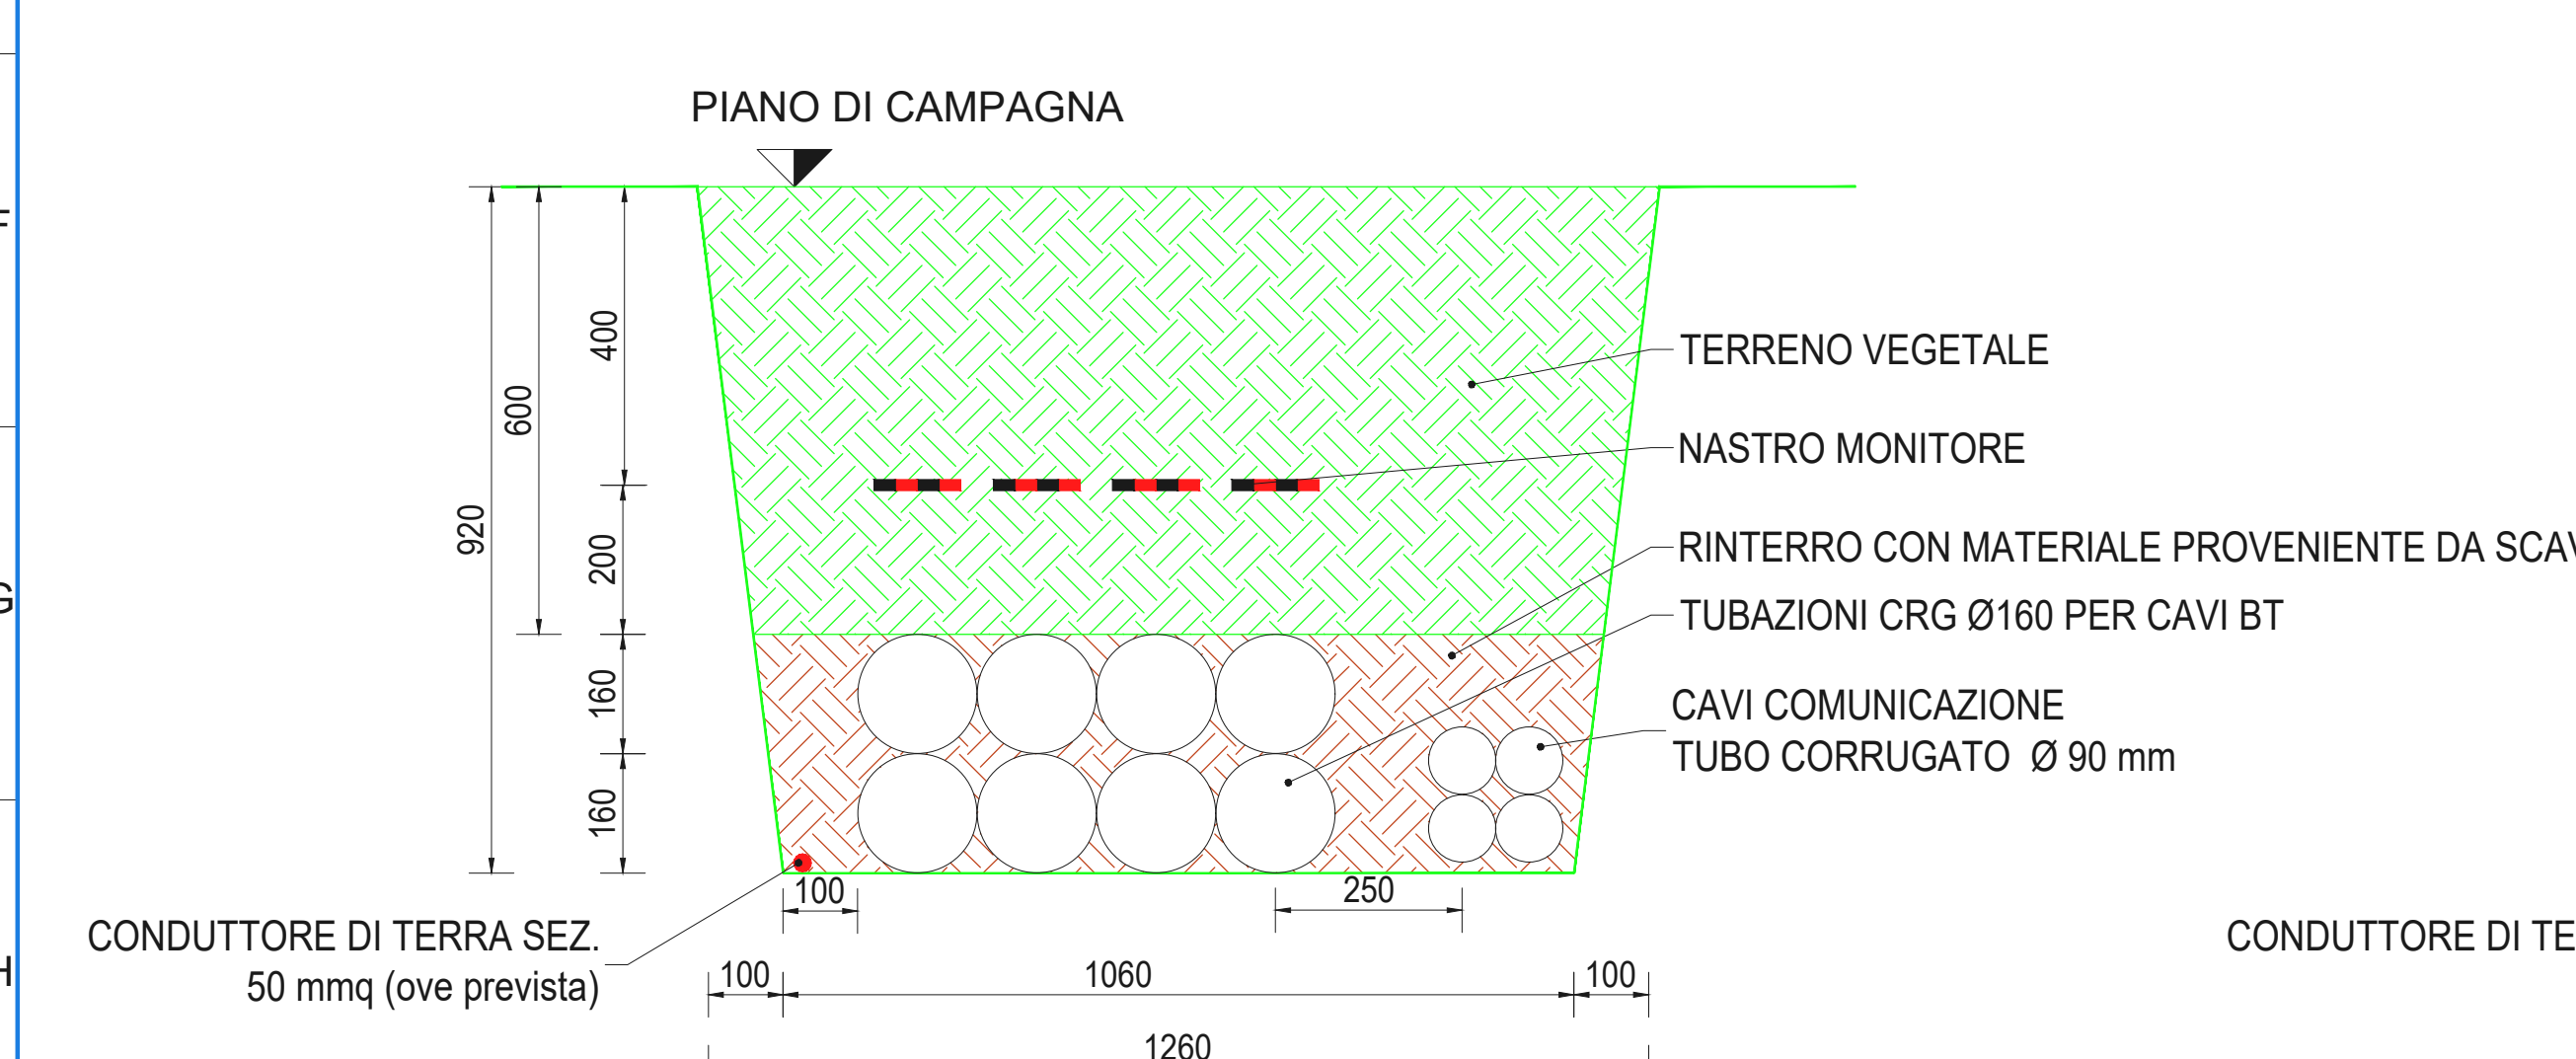 PIANO DI CAMPAGNA
F
400
TERRENO VEGETALE
600
NASTRO MONITORE
920
200
RINTERRO CON MATERIALE PROVENIENTE DA
G
TUBAZIONI CRG Ø160 PER CAVI BT
160
CAVI COMUNICAZIONE
TUBO CORRUGATO Ø 90 mm
160
100
250
CONDUTTORE DI TERRA SEZ.
50 mmq (ove prevista)
CONDUTTORE DI
H
100
1060
100
1260